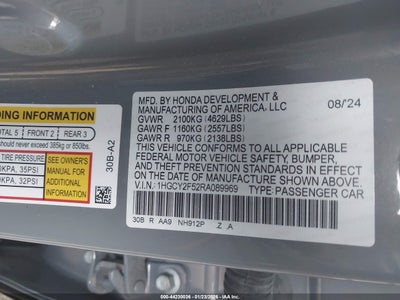 DING INFORMATION
TOTAL 5 FRONT 2 REAR 3
should never exceed 385kg or 850lbs.
TIRE PRESSURE
KPA, 35PSI
KPA, 32PSI
SEE OWNER'S
MANUAL FOR
ADDITIONAL
INFORMATION
30B-A2
MFD. BY HONDA DEVELOPMENT & 08/24
MANUFACTURING OF AMERICA, LLC
GVWR 2100KG (4629LBS)
GAWR F 1160KG (2557LBS)
GAWR R 970KG (2138LBS)
THIS VEHICLE CONFORMS TO ALL APPLICABLE
FEDERAL MOTOR VEHICLE SAFETY, BUMPER,
AND THEFT PREVENTION STANDARDS IN EFFECT
ON THE DATE OF MANUFACTURE SHOWN ABOVE.
V.I.N: 1HGCY2F52RA089969
TYPE PASSENGER CAR
30B R AA9 NH912P Z A
000-44230036 - 01/23/2026 - IAA